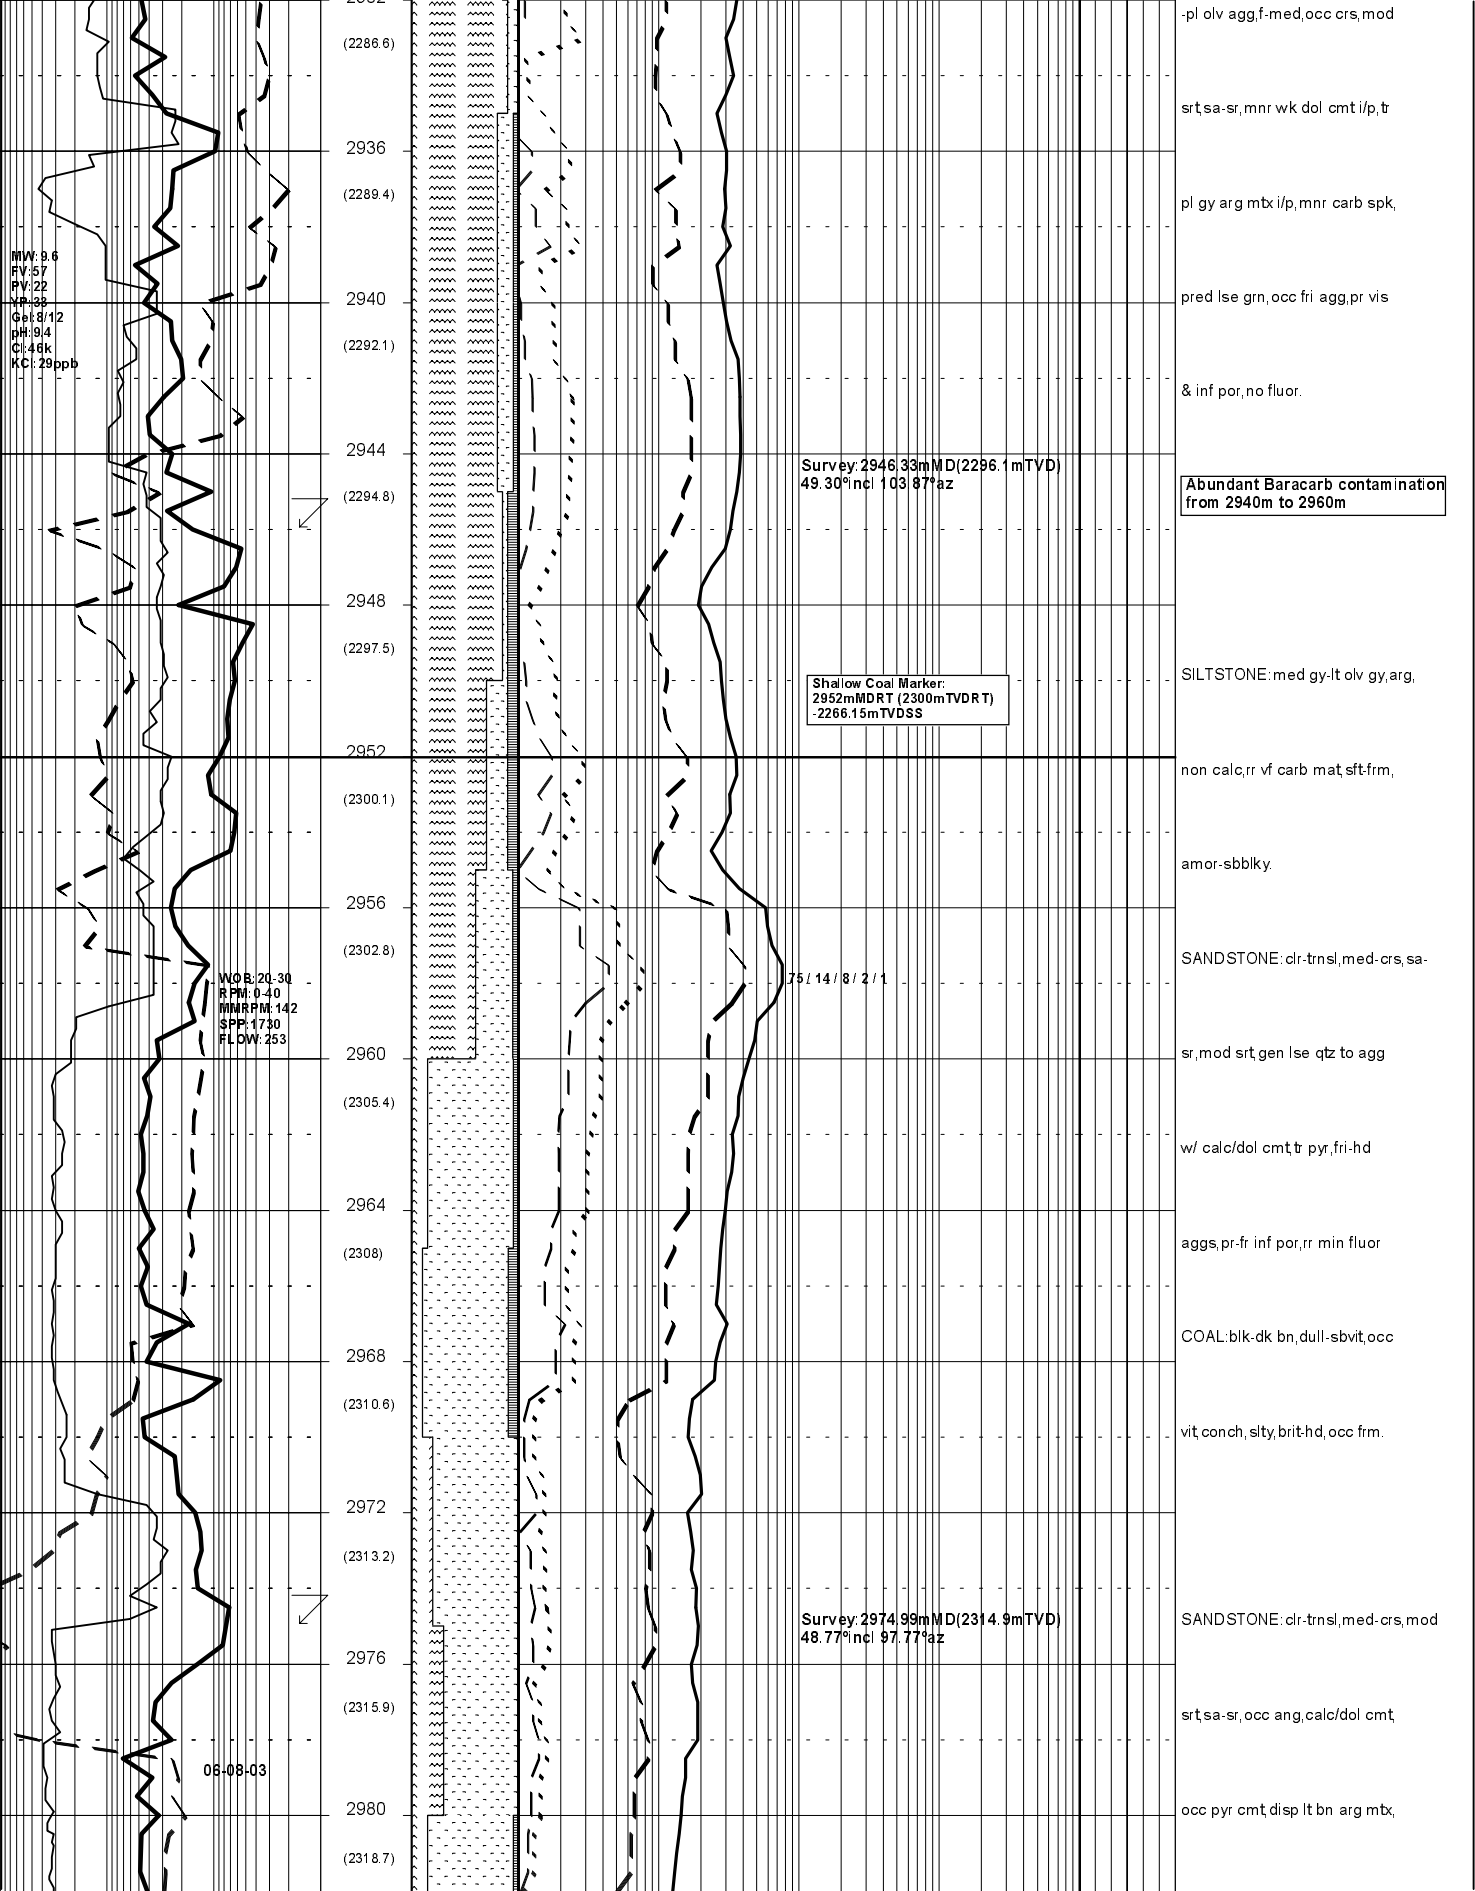 -pl olv agg,f-med,occ crs,mod
(2286.6)
srt,sa-sr,mnr wk dol cmt i/p,tr
2936
(2289.4)
pl gy arg mtx i/p,mnr carb spk,
MW:9.6
FV:57
PV:22
YP:33
Gel:8/12
pH:9.4
Cl:46k
KCl:29ppb
2940
pred lse grn,occ fri agg,pr vis
(2292.1)
& inf por,no fluor.
2944
Survey:2946.33mMD(2296.1mTVD)
49.30°incl 103.87°az
(2294.8)
Abundant Baracarb contamination
from 2940m to 2960m
2948
(2297.5)
SILTSTONE:med gy-lt olv gy,arg,
Shallow Coal Marker:
2952mMDRT (2300mTVDRT)
-2266.15mTVDSS
2952
non calc,rr vf carb mat,sft-frm,
(2300.1)
amor-sbblky.
2956
(2302.8)
SANDSTONE:clr-trnsl,med-crs,sa-
75/ 14 / 8 / 2 / 1
WOB:20-30
RPM:0-40
MMRPM:142
SPP:1730
FLOW:253
2960
sr,mod srt,gen lse qtz to agg
(2305.4)
w/ calc/dol cmt,tr pyr,fri-hd
2964
(2308)
aggs,pr-fr inf por,rr min fluor
COAL:blk-dk bn,dull-sbvit,occ
2968
(2310.6)
vit,conch,slty,brit-hd,occ frm.
2972
(2313.2)
Survey:2974.99mMD(2314.9mTVD)
48.77°incl 97.77°az
SANDSTONE:clr-trnsl,med-crs,mod
2976
(2315.9)
srt,sa-sr,occ ang,calc/dol cmt,
06-08-03
2980
occ pyr cmt,disp lt bn arg mtx,
(2318.7)